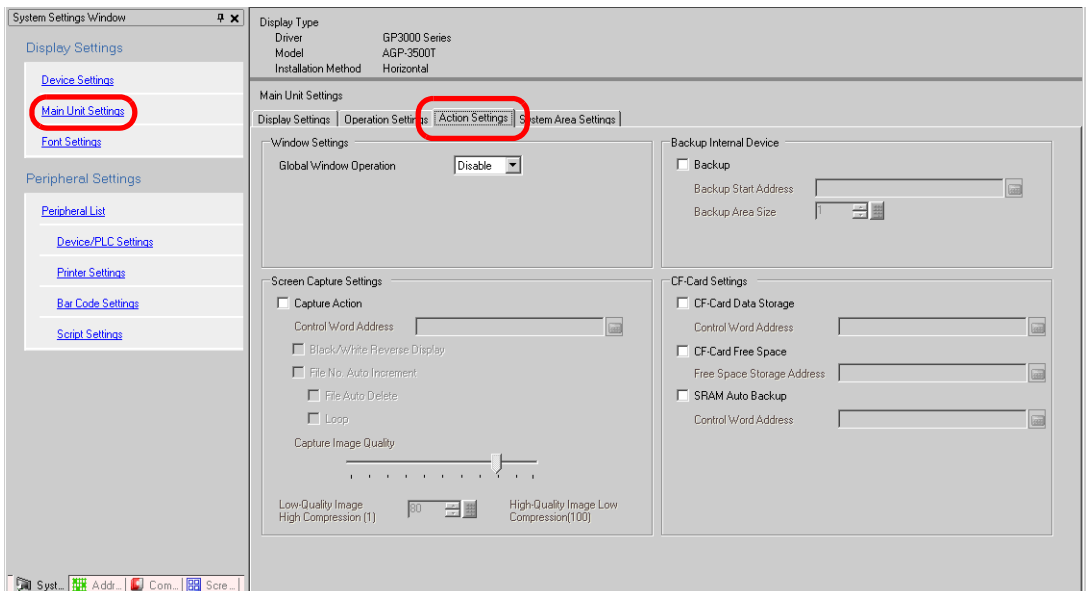 System Settings Window
Display Settings
Device Settings
Main Unit Settings
Font Settings
Peripheral Settings
Peripheral List
Device/PLC Settings
Printer Settings
Bar Code Settings
Script Settings
Syst...
Addr...
Com...
Scre...
Display Type
Driver GP3000 Series
Model AGP-3500T
Installation Method Horizontal
Main Unit Settings
Display Settings Operation Settings Action Settings System Area Settings
Window Settings
Global Window Operation Disable
Backup Internal Device
Backup
Backup Start Address
Backup Area Size 1
Screen Capture Settings
Capture Action
Control Word Address
Black/White Reverse Display
File No. Auto Increment
File Auto Delete
Loop
Capture Image Quality
Low-Quality Image
High Compression (1)
80
High-Quality Image Low
Compression(100)
CF-Card Settings
CF-Card Data Storage
Control Word Address
CF-Card Free Space
Free Space Storage Address
SRAM Auto Backup
Control Word Address